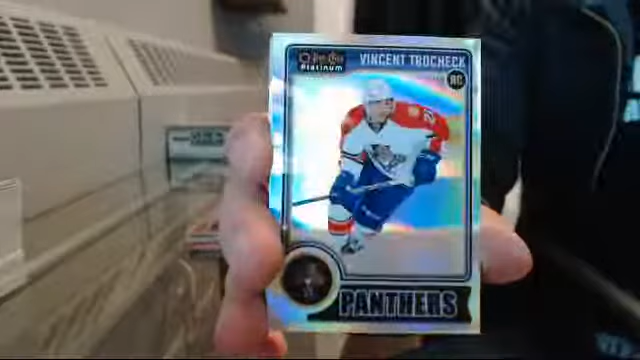 O-Pee-Chee
Platinum
VINCENT TROCHECK
RC
PANTHERS